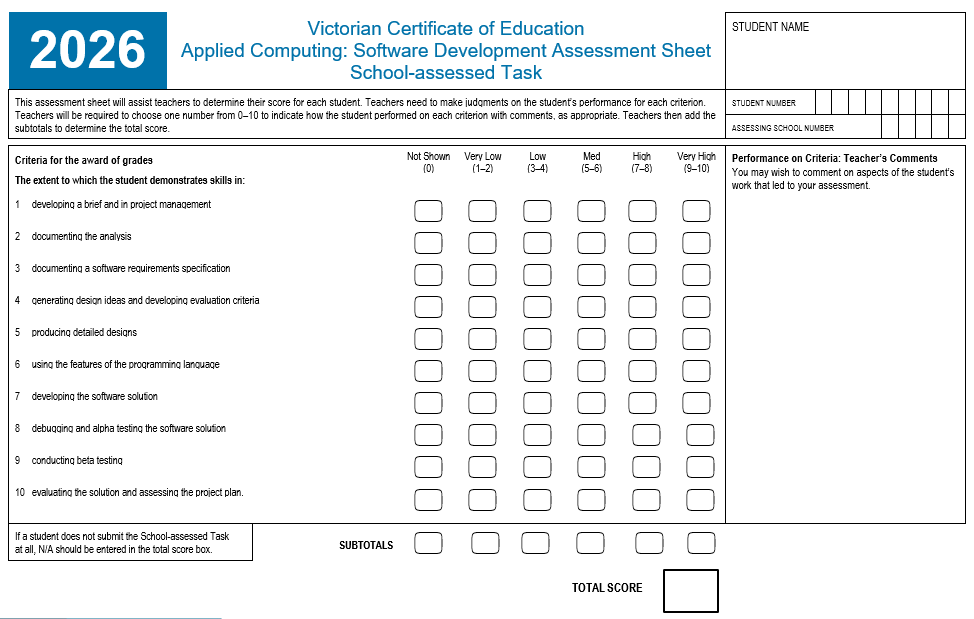 2026
Victorian Certificate of Education
Applied Computing: Software Development Assessment Sheet
School-assessed Task
STUDENT NAME
This assessment sheet will assist teachers to determine their score for each student. Teachers need to make judgments on the student's performance for each criterion.
Teachers will be required to choose one number from 0–10 to indicate how the student performed on each criterion with comments, as appropriate. Teachers then add the
subtotals to determine the total score.
STUDENT NUMBER
ASSESSING SCHOOL NUMBER
Criteria for the award of grades
The extent to which the student demonstrates skills in:
Not Shown (0)
Very Low (1–2)
Low (3–4)
Med (5–6)
High (7–8)
Very High (9–10)
1 developing a brief and in project management
2 documenting the analysis
3 documenting a software requirements specification
4 generating design ideas and developing evaluation criteria
5 producing detailed designs
6 using the features of the programming language
7 developing the software solution
8 debugging and alpha testing the software solution
9 conducting beta testing
10 evaluating the solution and assessing the project plan.
Performance on Criteria: Teacher's Comments
You may wish to comment on aspects of the student's
work that led to your assessment.
If a student does not submit the School-assessed Task
at all, N/A should be entered in the total score box.
SUBTOTALS
TOTAL SCORE